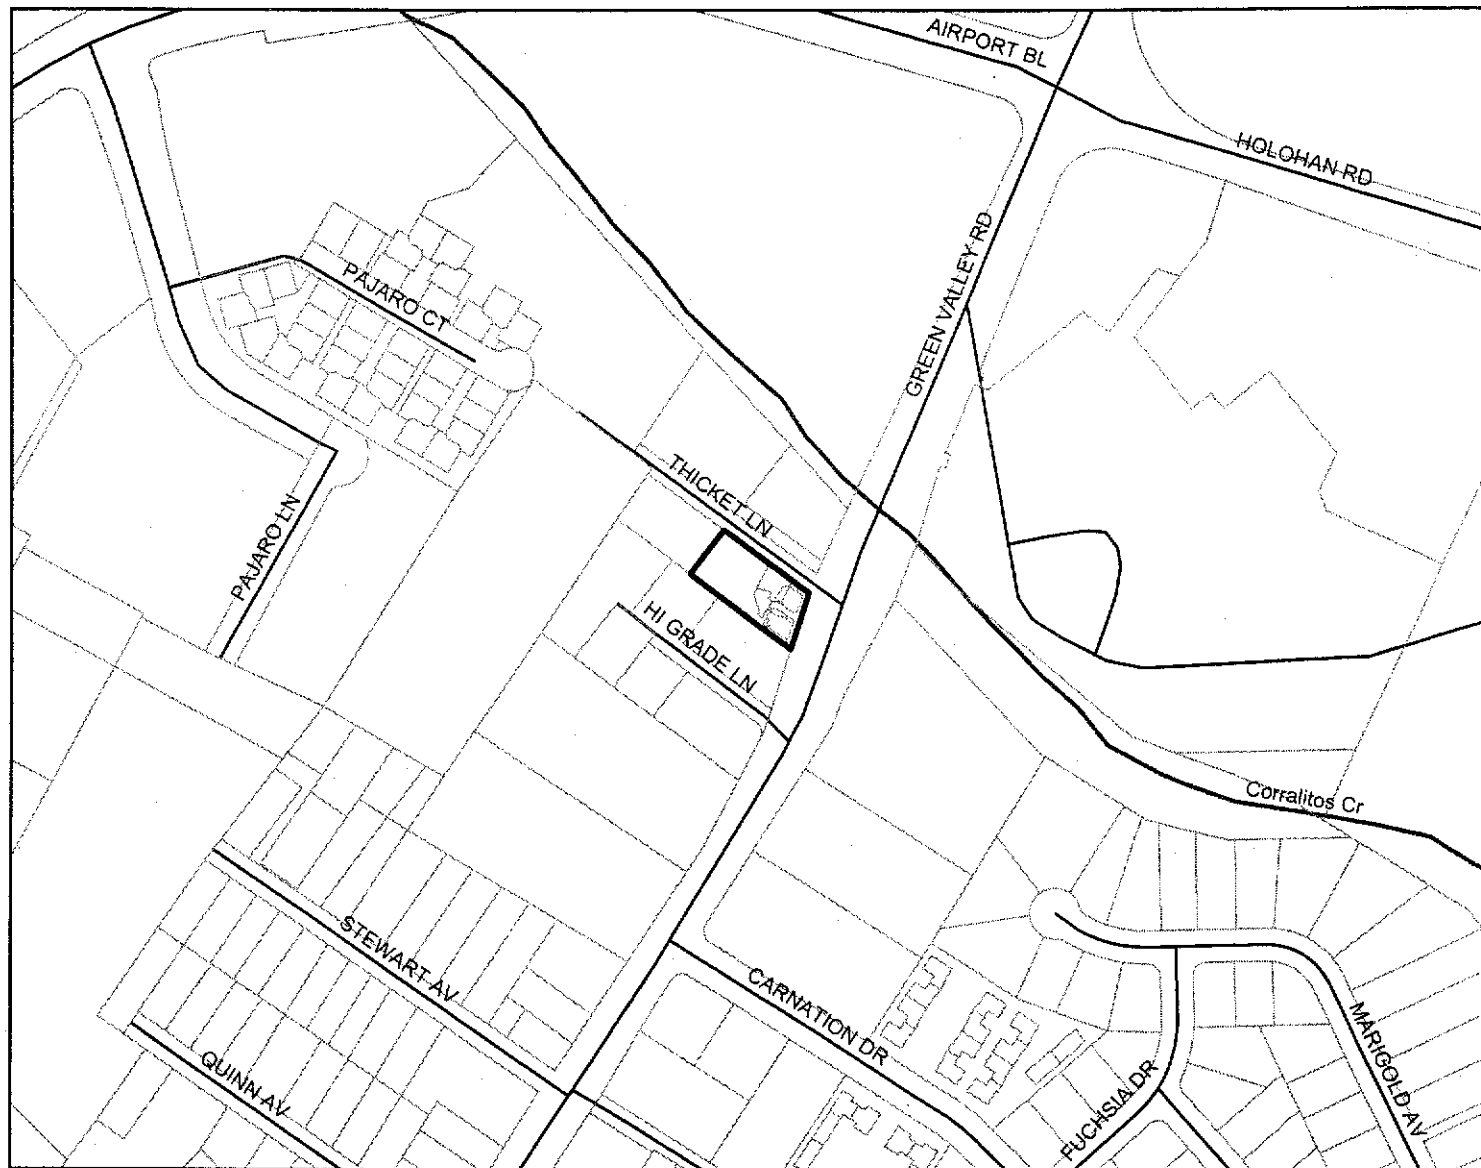 AIRPORT BL
HOLOHAN RD
GREEN VALLEY RD
PAJARO CT
THICKET LN
PAJARO LN
HI GRADE LN
Corralitos Cr
STEWART AV
CARNATION DR
MARIGOLD AV
QUINN AV
FUCHSIA DR